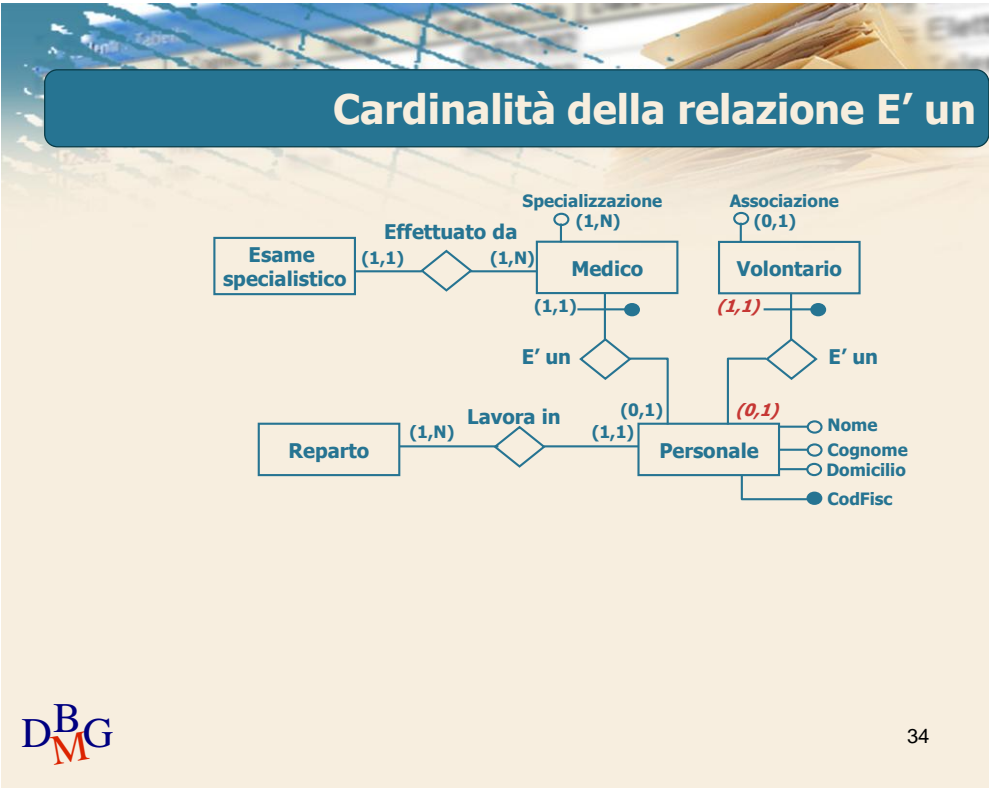 Cardinalità della relazione E’ un
Specializzazione
(1,N)
Associazione
(0,1)
Effettuato da
Esame
specialistico
(1,1)
(1,N)
Medico
Volontario
(1,1)
(1,1)
E’ un
E’ un
(0,1)
(0,1)
Lavora in
Reparto
(1,N)
(1,1)
Personale
Nome
Cognome
Domicilio
CodFisc
DBMG
34